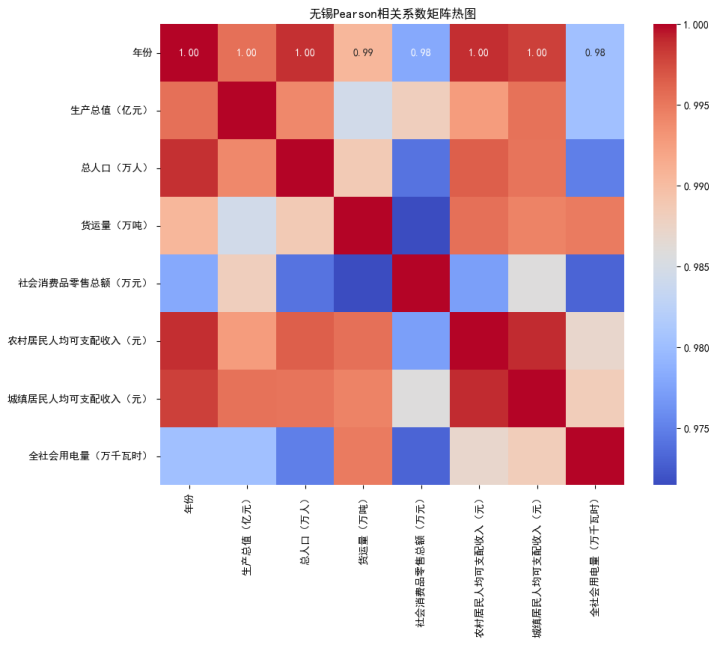 无锡Pearson相关系数矩阵热图
年份
1.00 1.00 1.00 0.99 0.98 1.00 1.00 0.98
生产总值（亿元）
总人口（万人）
货运量（万吨）
社会消费品零售总额（万元）
农村居民人均可支配收入（元）
城镇居民人均可支配收入（元）
全社会用电量（万千瓦时）
年份
生产总值（亿元）
总人口（万人）
货运量（万吨）
社会消费品零售总额（万元）
农村居民人均可支配收入（元）
城镇居民人均可支配收入（元）
全社会用电量（万千瓦时）
1.000
0.995
0.990
0.985
0.980
0.975